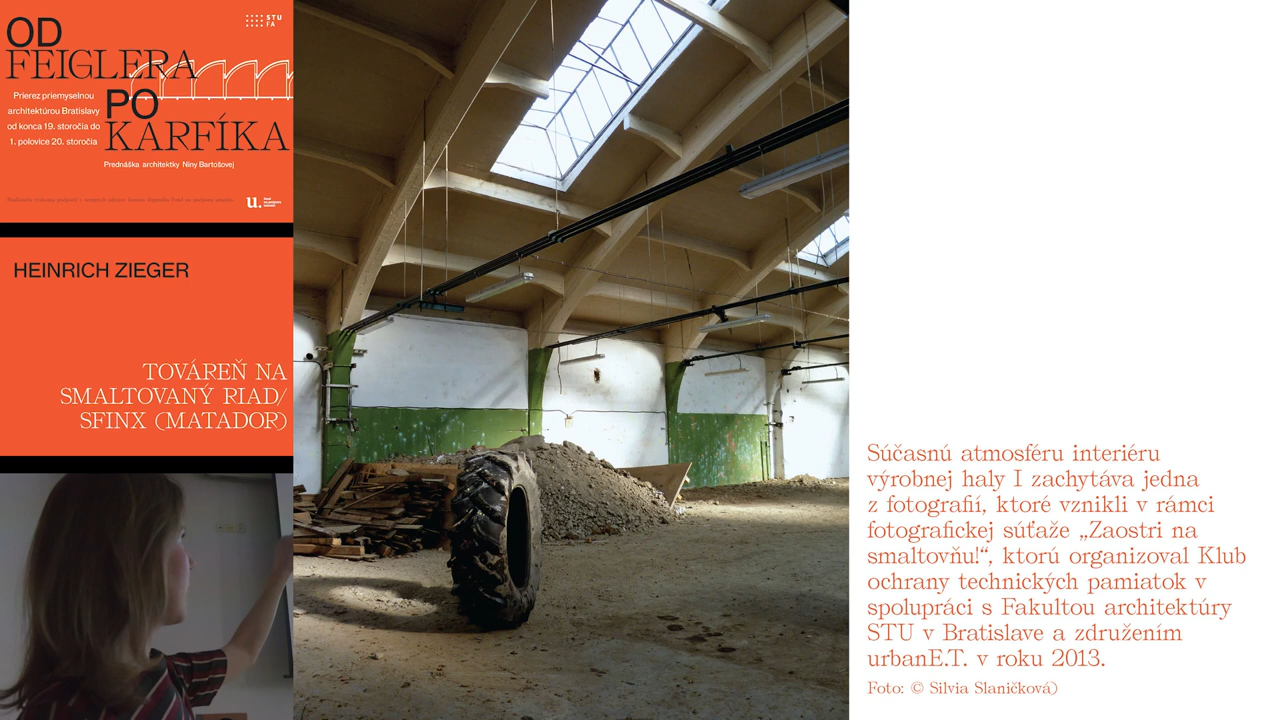 STU
FA
OD
FEIGLERA
PO
KARFÍKA
Prierez priemyselnou
architektúrou Bratislavy
od konca 19. storočia do
1. polovice 20. storočia
Prednáška architektky Niny Bartošovej
u.
HEINRICH ZIEGER
TOVÁREŇ NA
SMALTOVANÝ RIAD/
SFINX (MATADOR)
Súčasnú atmosféru interiéru
výrobnej haly I zachytáva jedna
z fotografií, ktoré vznikli v rámci
fotografickej súťaže „Zaostri na
smaltovňu!“, ktorú organizoval Klub
ochrany technických pamiatok v
spolupráci s Fakultou architektúry
STU v Bratislave a združením
urbanE.T. v roku 2013.
Foto: © Silvia Slaničková)